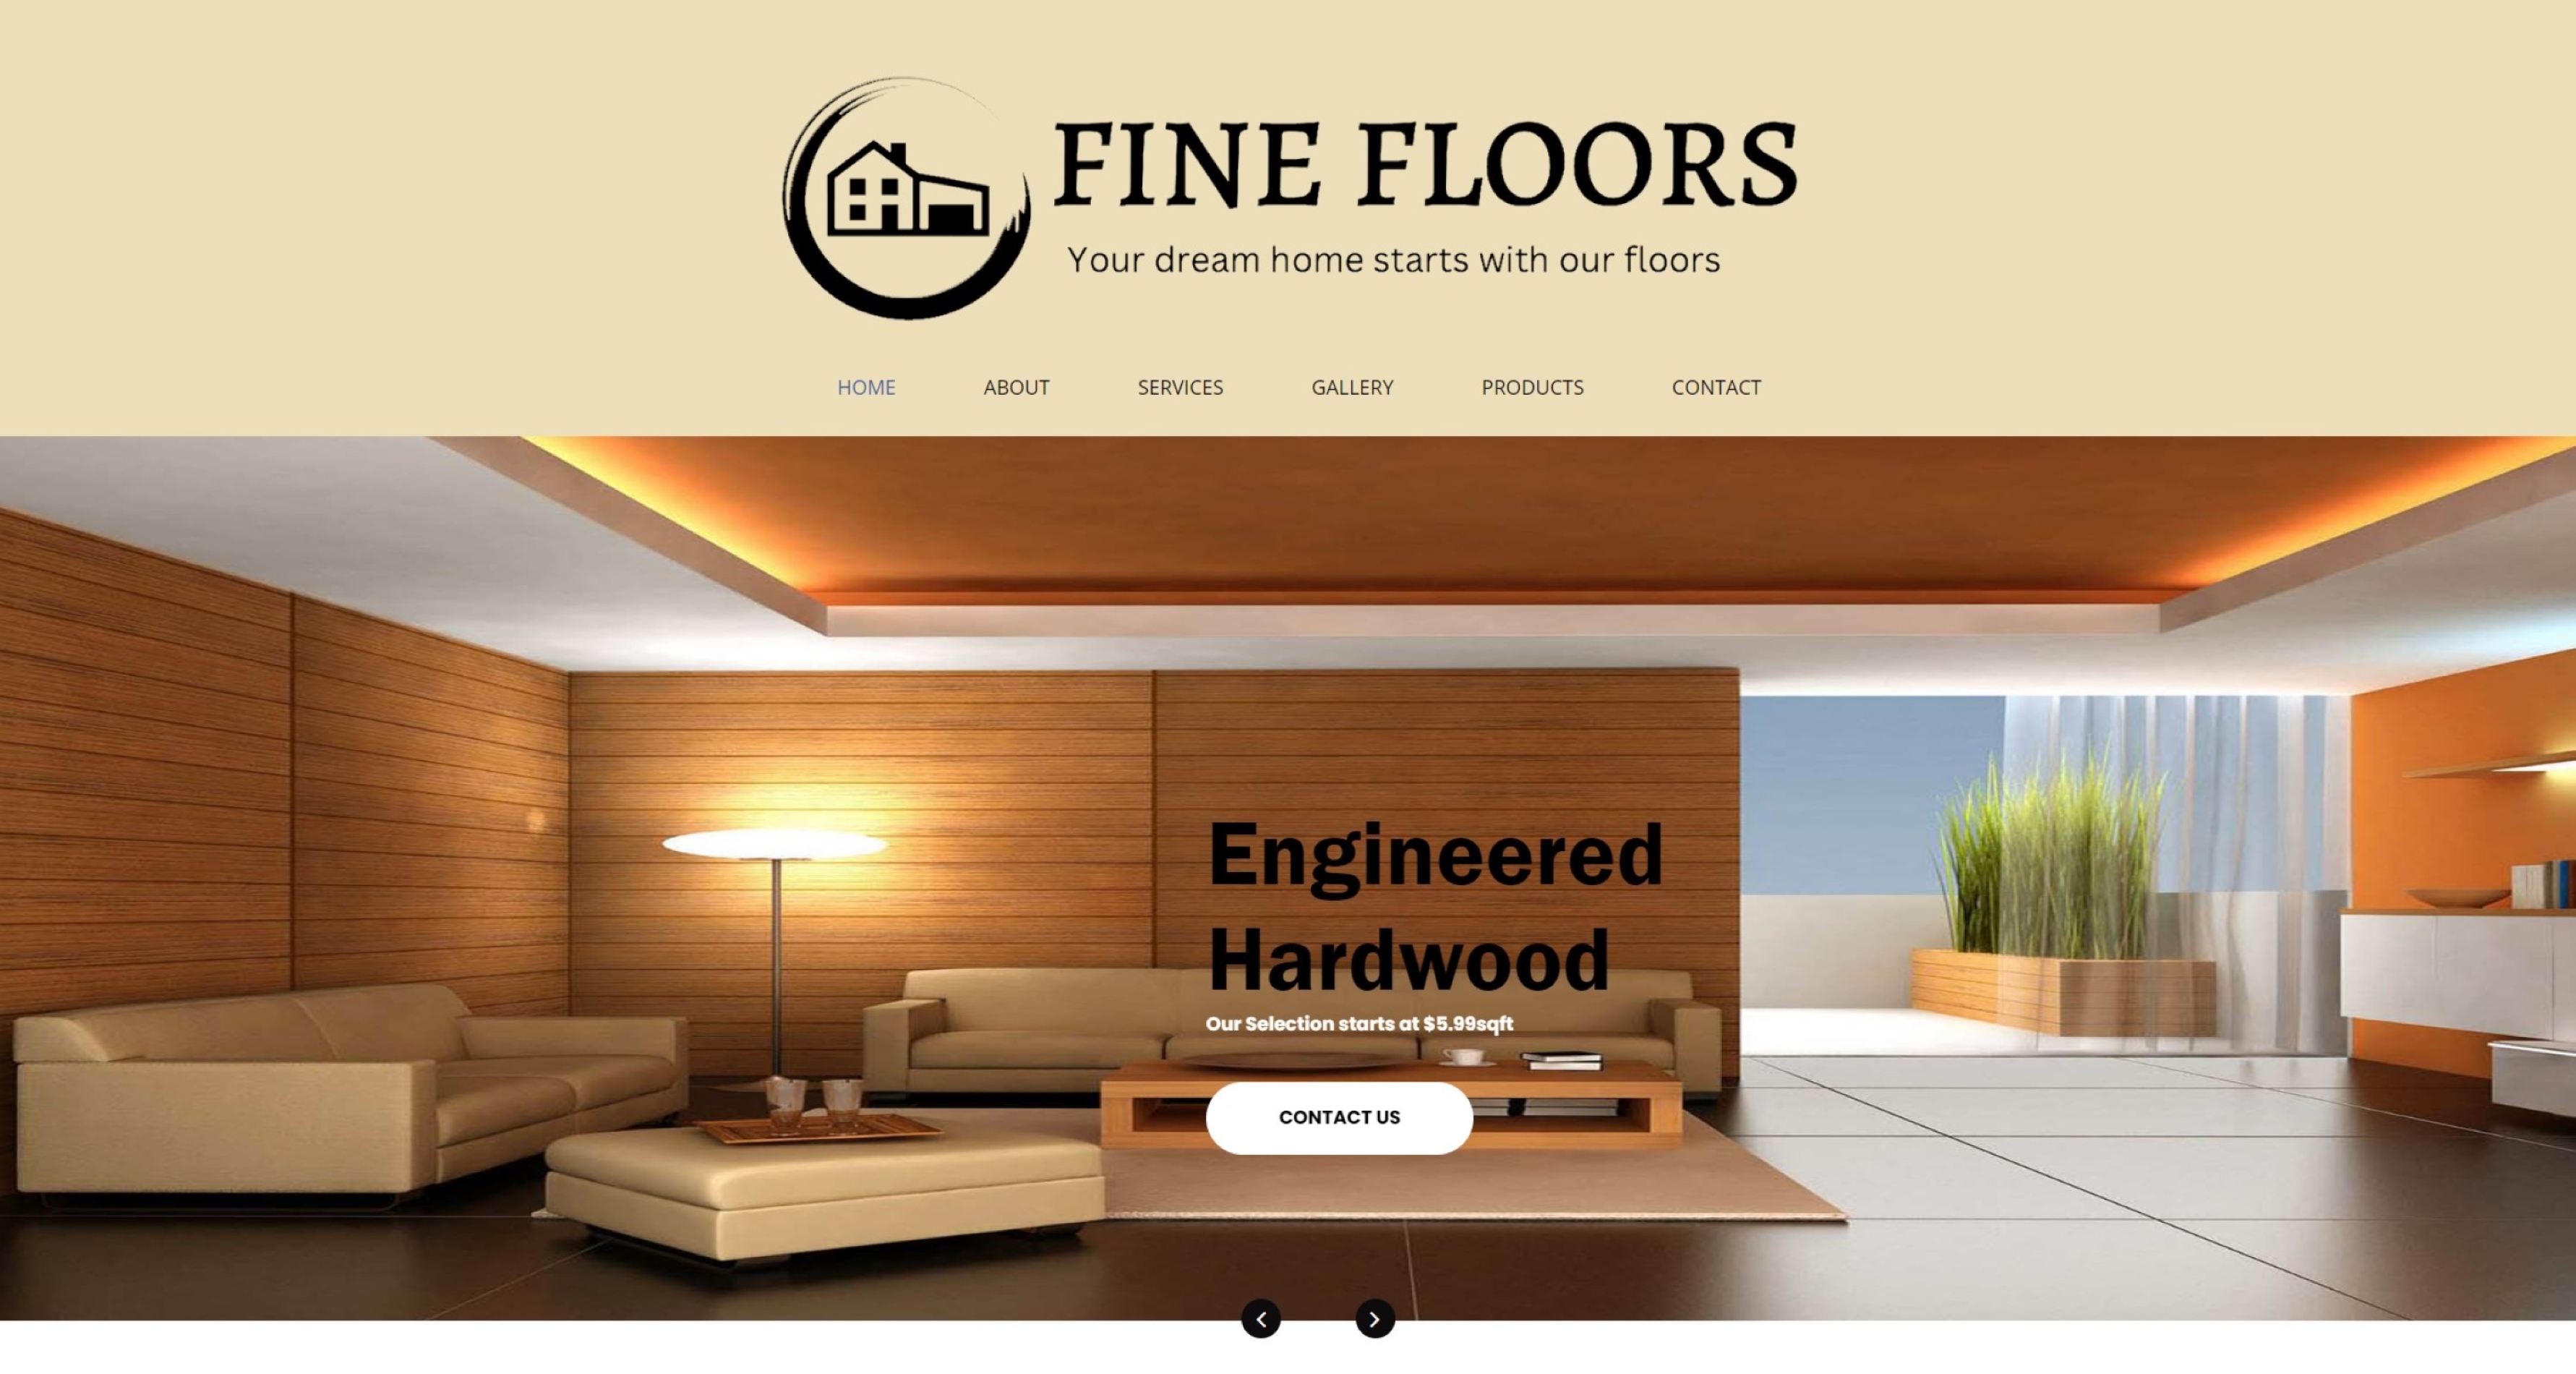 FINE FLOORS
Your dream home starts with our floors
HOME ABOUT SERVICES GALLERY PRODUCTS CONTACT
Engineered
Hardwood
Our Selection starts at $5.99sqft
CONTACT US